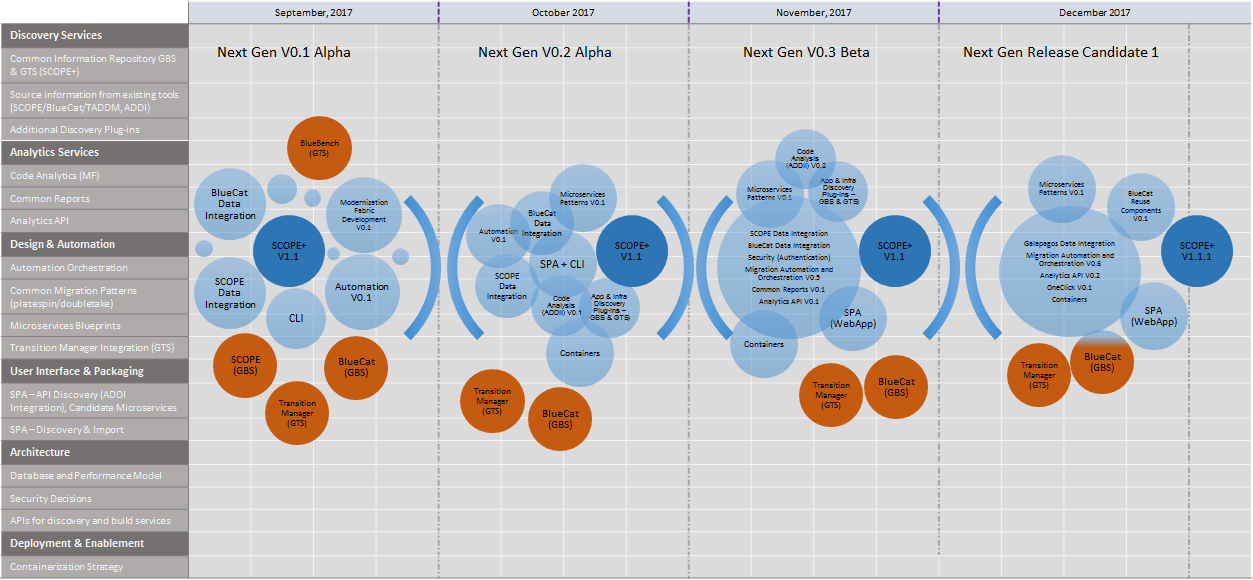 September, 2017
October 2017
November, 2017
December 2017
Discovery Services
Common Information Repository GBS
& GTS (SCOPE+)
Source information from existing tools
(SCOPE/BlueCat/TADDM, ADDI)
Additional Discovery Plug-ins
Analytics Services
Code Analytics (MF)
Common Reports
Analytics API
Design & Automation
Automation Orchestration
Common Migration Patterns
(platespin/doubletake)
Microservices Blueprints
Transition Manager Integration (GTS)
User Interface & Packaging
SPA – API Discovery (ADDI
Integration), Candidate Microservices
SPA – Discovery & Import
Architecture
Database and Performance Model
Security Decisions
APIs for discovery and build services
Deployment & Enablement
Containerization Strategy
Next Gen V0.1 Alpha
BlueBench
(GTS)
BlueCat
Data
Integration
Modernization
Fabric
Development
V0.1
SCOPE+
V1.1
SCOPE
Data
Integration
Automation
V0.1
CLI
SCOPE
(GBS)
BlueCat
(GBS)
Transition
Manager
(GTS)
Next Gen V0.2 Alpha
Microservices
Patterns V0.1
BlueCat
Data
Integration
Automation
V0.1
SCOPE+
V1.1
SPA + CLI
SCOPE
Data
Integration
Code
Analysis
(ADDI) V0.1
App & Infra
Discovery
Plug-Ins –
GBS & GTS)
Containers
Transition
Manager
(GTS)
BlueCat
(GBS)
Next Gen V0.3 Beta
Code
Analysis
(ADDI) V0.2
Microservices
Patterns V0.1
App & Infra
Discovery
Plug-Ins –
GBS & GTS)
SCOPE Data Integration
BlueCat Data Integration
Security (Authentication)
Migration Automation and
Orchestration V0.5
Common Reports V0.1
Analytics API V0.1
SCOPE+
V1.1
SPA
(WebApp)
Containers
Transition
Manager
(GTS)
BlueCat
(GBS)
Next Gen Release Candidate 1
Microservices
Patterns V0.1
BlueCat
Reuse
Components
V0.1
Galapagos Data Integration
Migration Automation and
Orchestration V0.6
Analytics API V0.2
OneClick V0.1
Containers
SCOPE+
V1.1.1
SPA
(WebApp)
Transition
Manager
(GTS)
BlueCat
(GBS)